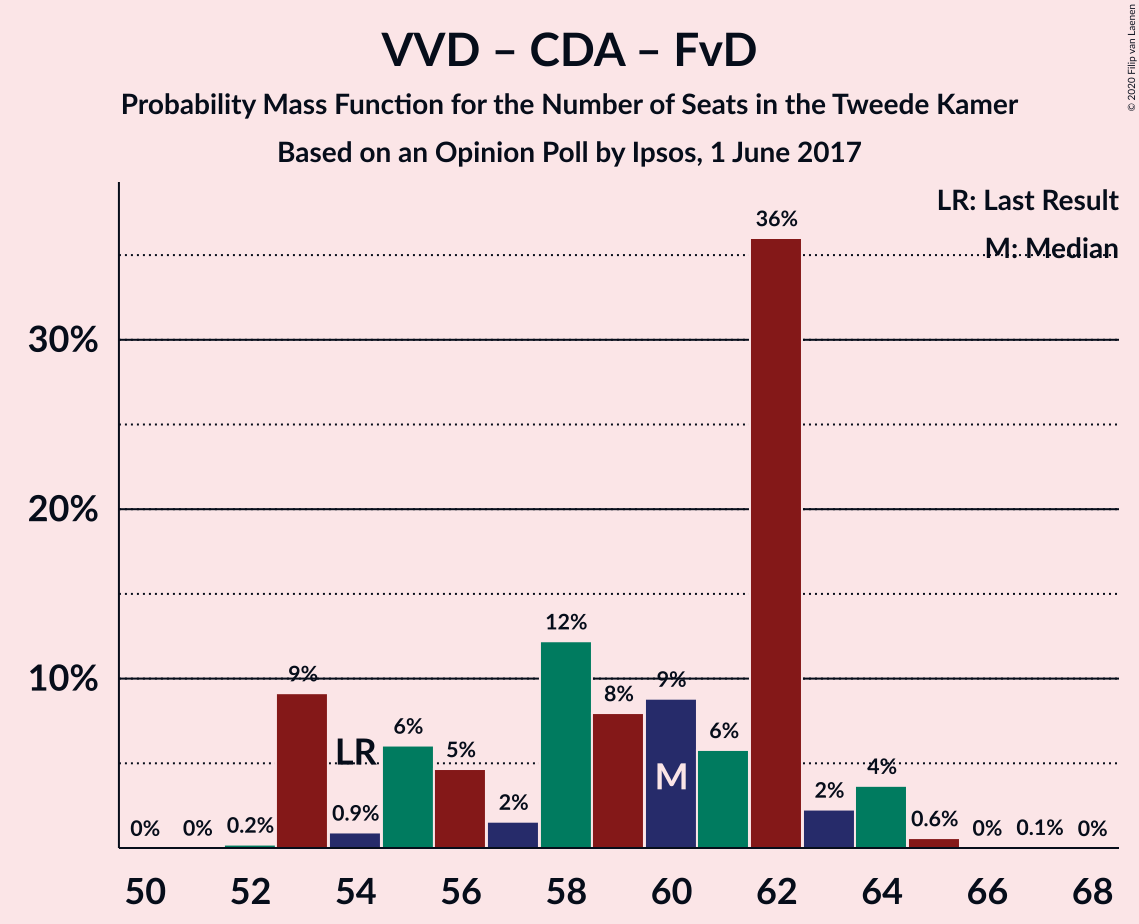 © 2020 Filip van Laenen
VVD – CDA – FvD
Probability Mass Function for the Number of Seats in the Tweede Kamer
Based on an Opinion Poll by Ipsos, 1 June 2017
LR: Last Result
M: Median
30%
20%
10%
0%
0%
0.2%
9%
0.9%
6%
5%
2%
12%
8%
9%
6%
36%
2%
4%
0.6%
0%
0.1%
0%
LR
M
50 52 54 56 58 60 62 64 66 68